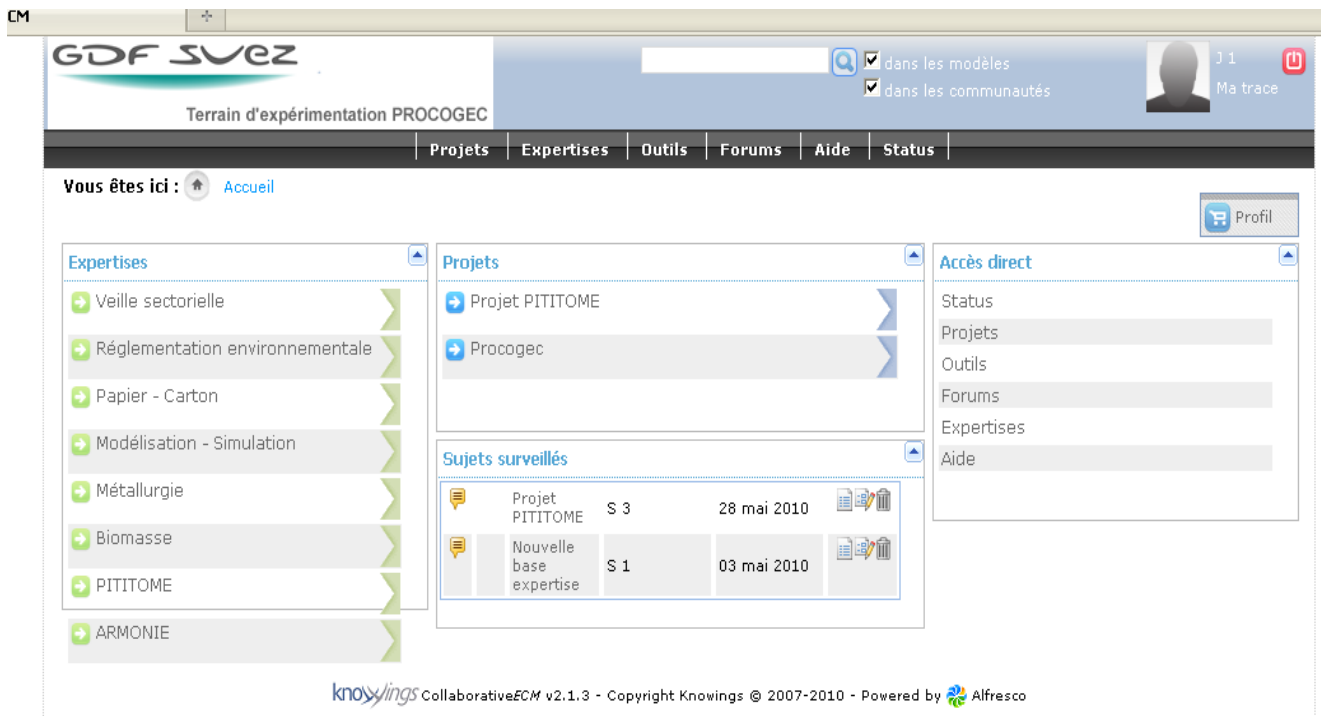 CM
GDF SUEZ
dans les modèles
dans les communautés
J 1
Ma trace
Terrain d'expérimentation PROCOGEC
Projets Expertises Outils Forums Aide Status
Vous êtes ici : Accueil
Profil
Expertises
Veille sectorielle
Réglementation environnementale
Papier - Carton
Modélisation - Simulation
Métallurgie
Biomasse
PITITOME
ARMONIE
Projets
Projet PITITOME
Procogec
Sujets surveillés
Projet
PITITOME
S 3
28 mai 2010
Nouvelle
base
expertise
S 1
03 mai 2010
Accès direct
Status
Projets
Outils
Forums
Expertises
Aide
knowings CollaborativeECM v2.1.3 - Copyright Knowings © 2007-2010 - Powered by Alfresco